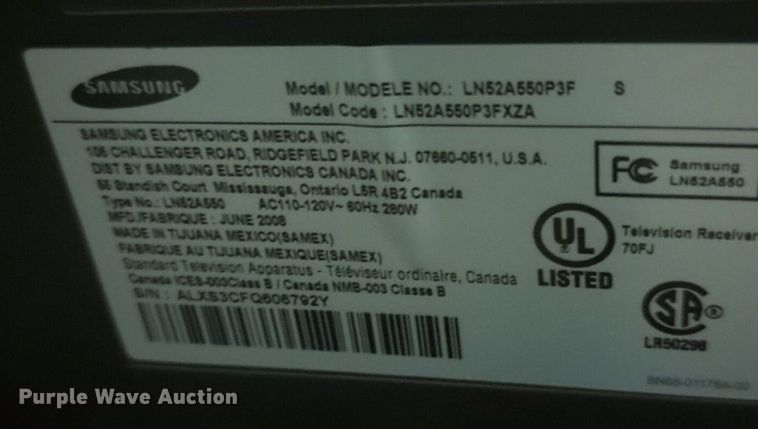 SAMSUNG
Model / MODELE NO.: LN52A550P3F S
Model Code : LN52A550P3FXZA
SAMSUNG ELECTRONICS AMERICA INC.
105 CHALLENGER ROAD, RIDGEFIELD PARK N.J. 07660-0511, U.S.A.
DIST BY SAMSUNG ELECTRONICS CANADA INC.
55 Standish Court Mississauga, Ontario L5R 4B2 Canada
Type No.: LN52A550 AC110-120V~ 60Hz 280W
MFD./FABRIQUE : JUNE 2008
MADE IN TIJUANA MEXICO(SAMEX)
FABRIQUE AU TIJUANA MEXIQUE(SAMEX)
Standard Television Apparatus - Téléviseur ordinaire, Canada
Canada ICES-003Class B / Canada NMB-003 Classe B
S/N : ALXS3CFQ606792Y
FC Samsung
LN52A550
UL
LISTED
Television Receiver
70FJ
SA ®
LR50298
BN68-01178A-00
Purple Wave Auction